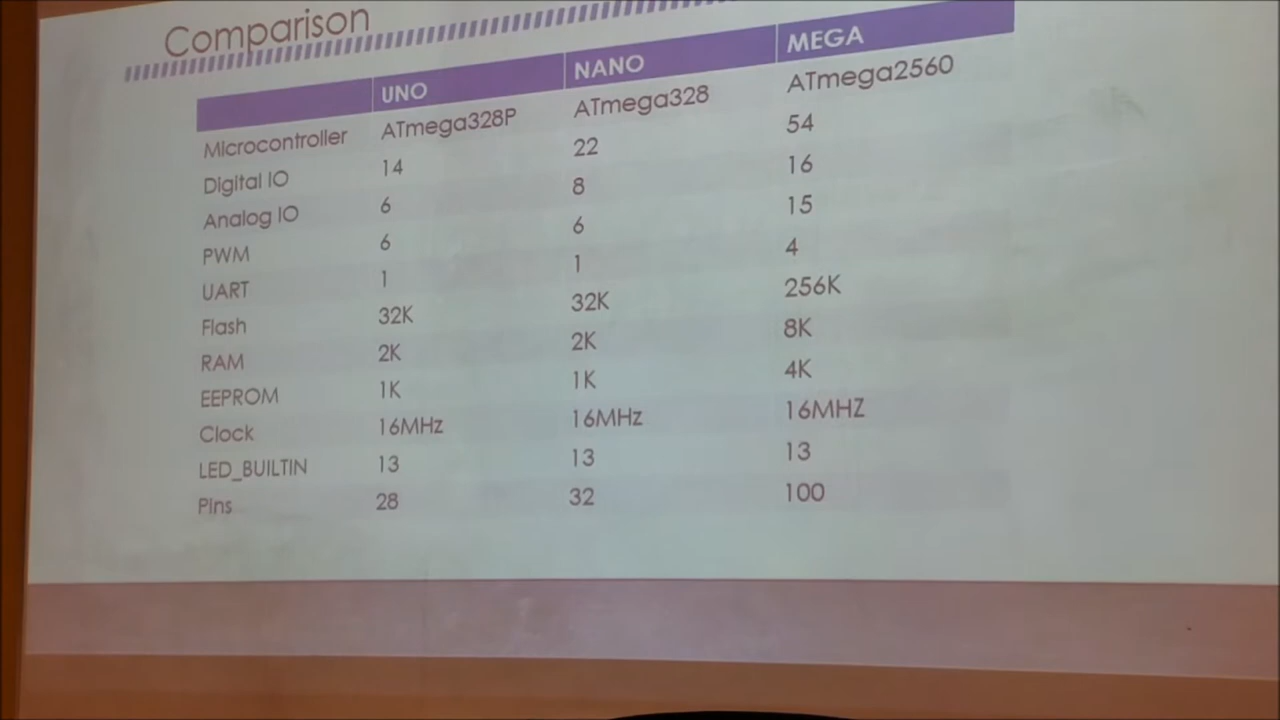 Comparison
UNO NANO MEGA
Microcontroller ATmega328P ATmega328 ATmega2560
Digital IO 14 22 54
Analog IO 6 8 16
PWM 6 6 15
UART 1 1 4
Flash 32K 32K 256K
RAM 2K 2K 8K
EEPROM 1K 1K 4K
Clock 16MHz 16MHz 16MHZ
LED_BUILTIN 13 13 13
Pins 28 32 100